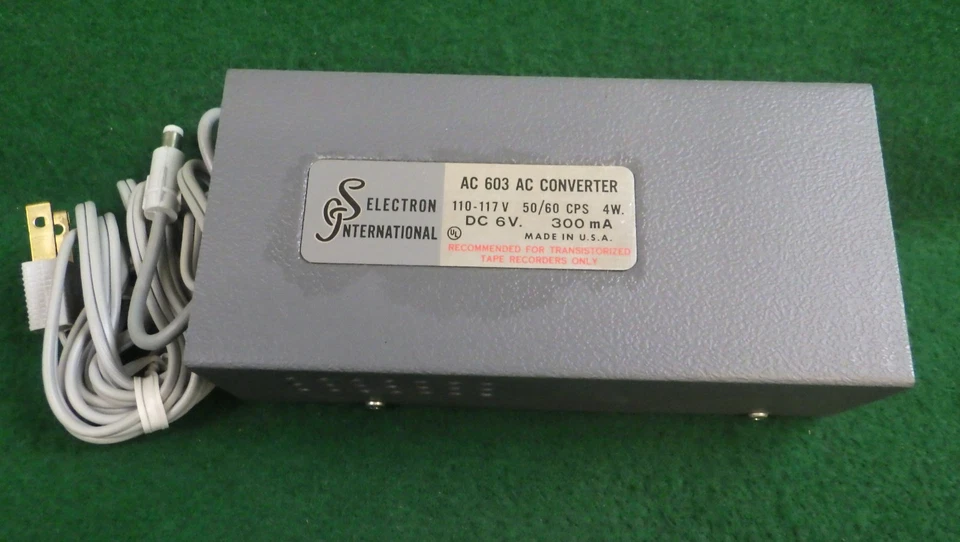 SELECTRON
INTERNATIONAL
AC 603 AC CONVERTER
110-117 V 50/60 CPS 4W.
DC 6V. 300 mA
UL MADE IN U.S.A.
RECOMMENDED FOR TRANSISTORIZED
TAPE RECORDERS ONLY